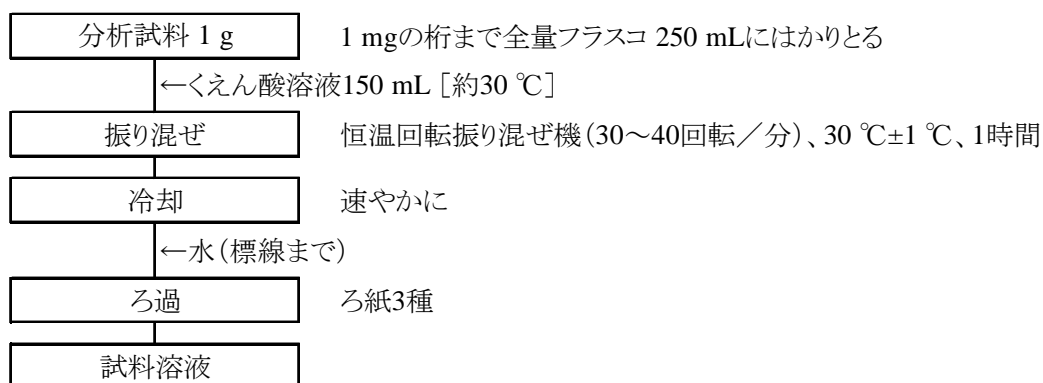 分析試料 1 g 1 mgの桁まで全量フラスコ 250 mLにはかりとる
←くえん酸溶液150 mL [約30 ℃]
振り混ぜ 恒温回転振り混ぜ機(30～40回転／分)、30 ℃±1 ℃、1時間
冷却 速やかに
←水(標線まで)
ろ過 ろ紙3種
試料溶液